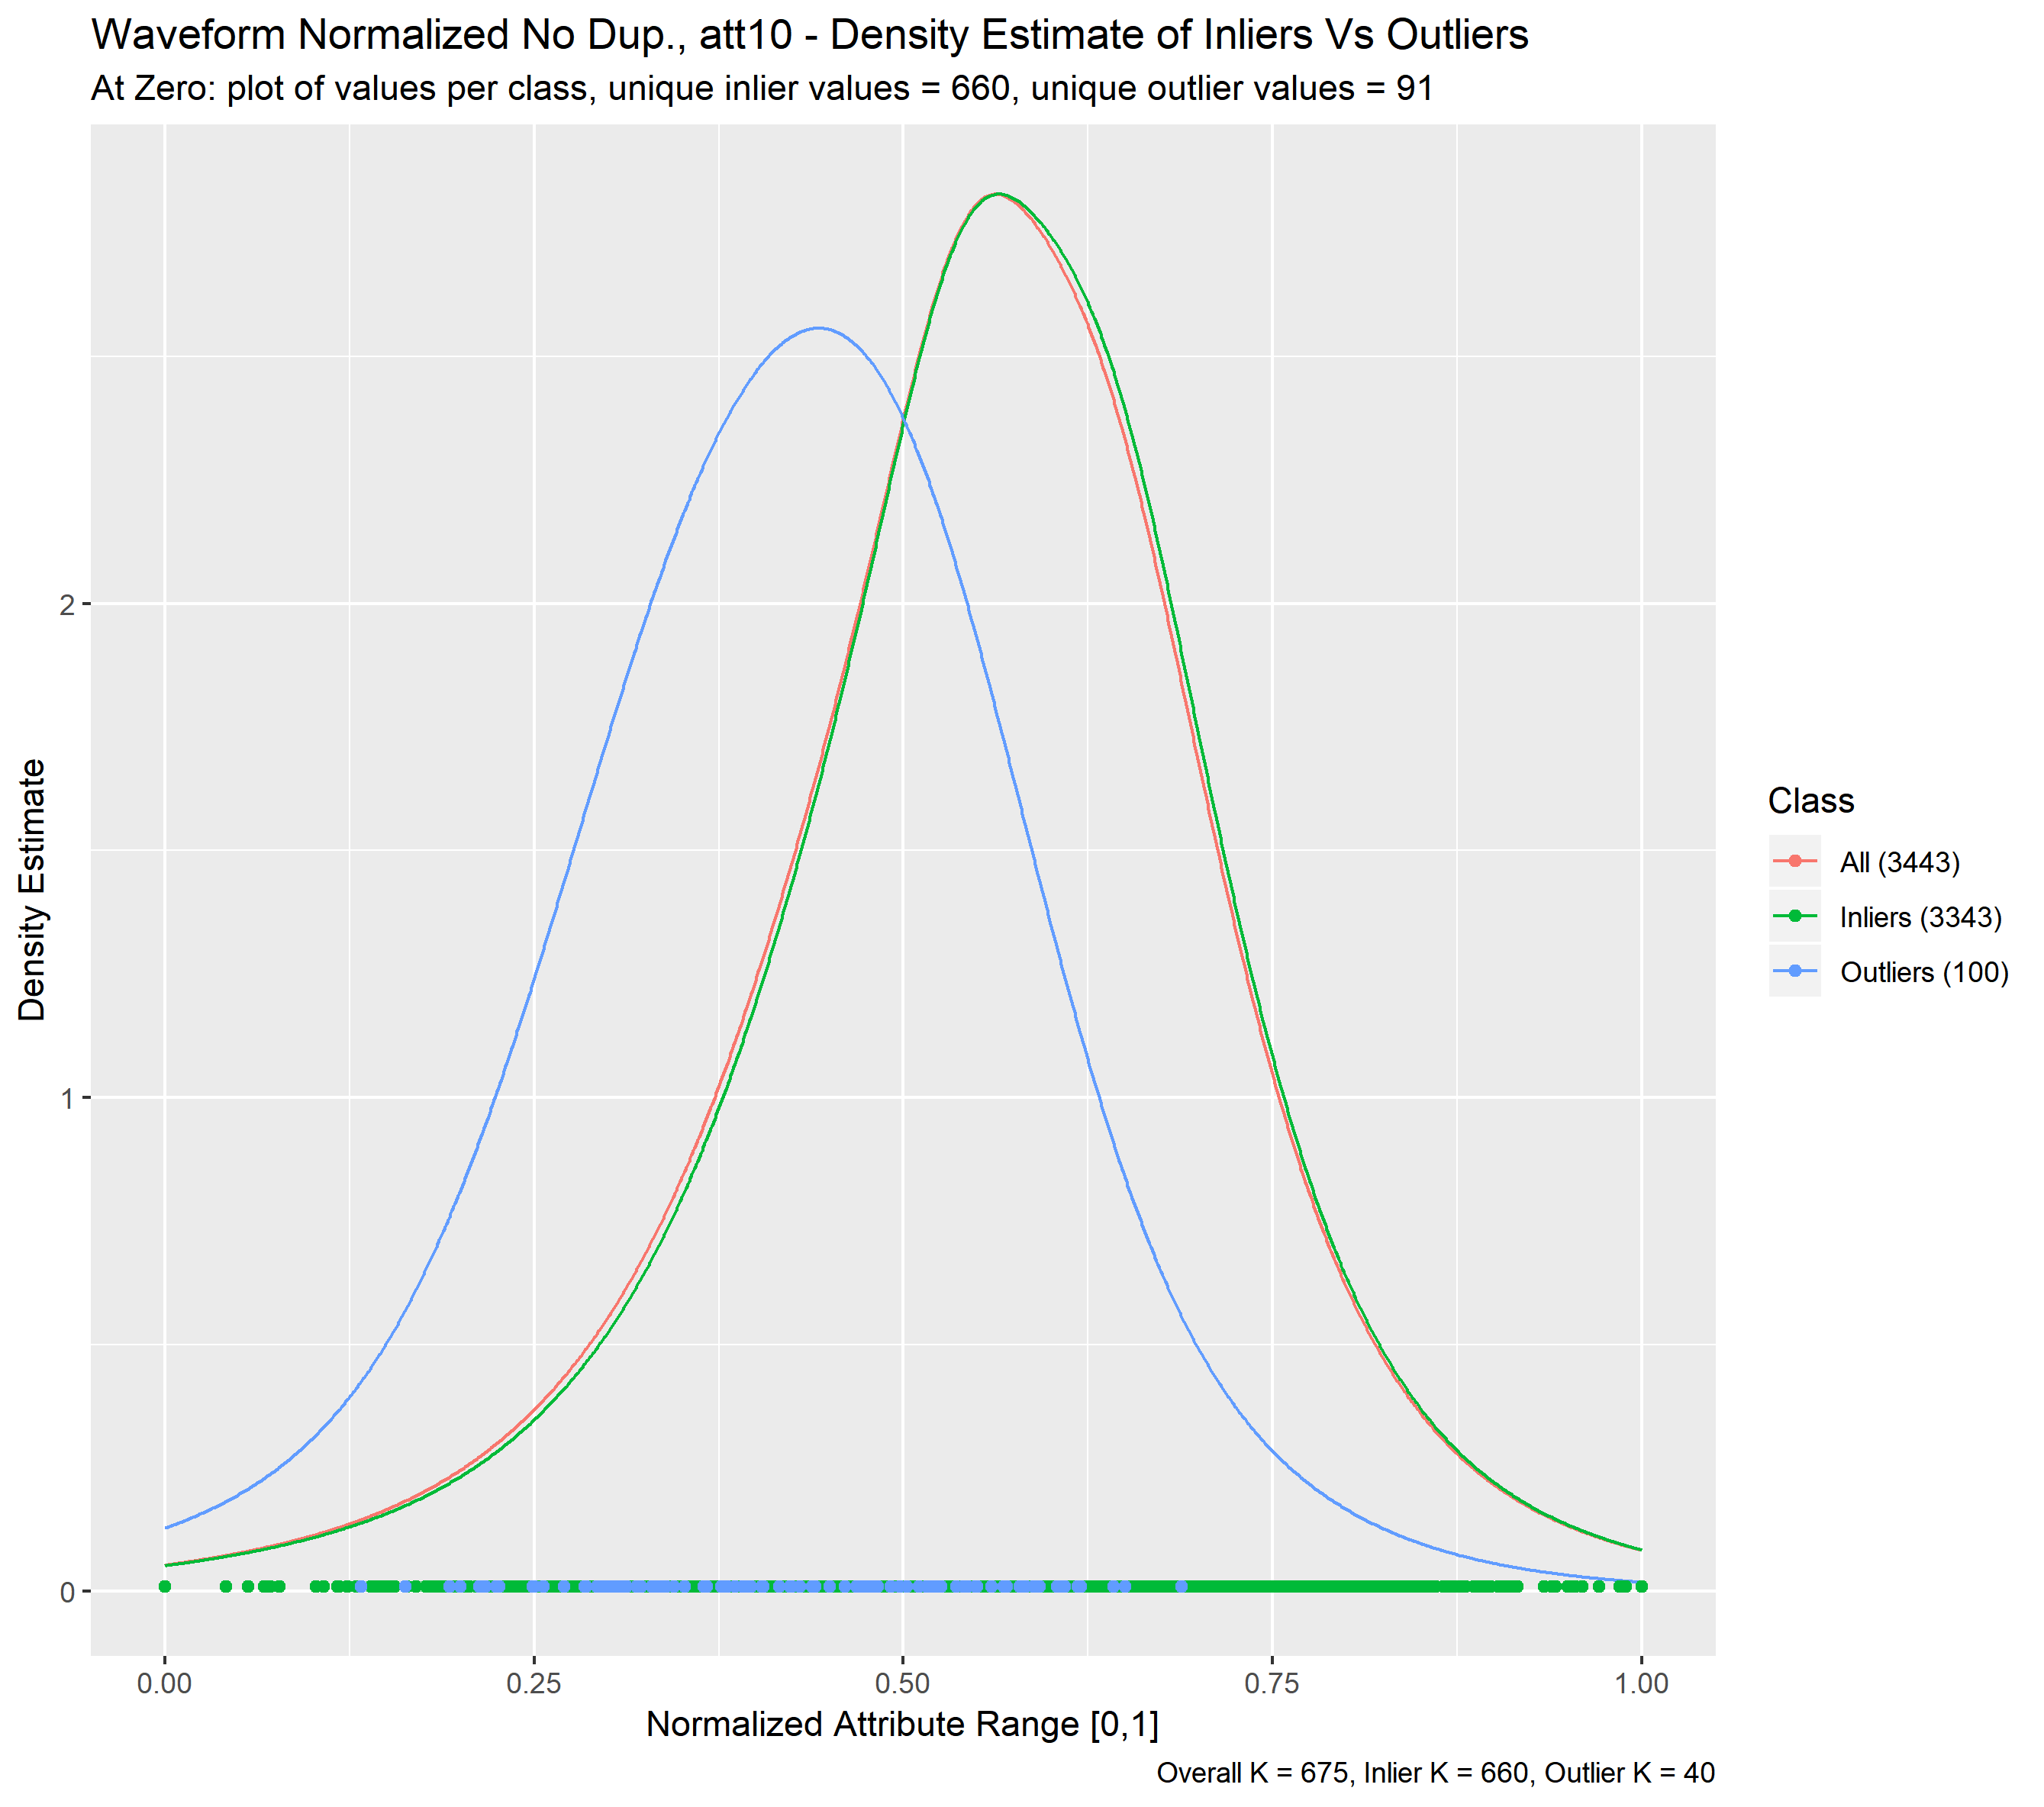 Waveform Normalized No Dup., att10 - Density Estimate of Inliers Vs Outliers
At Zero: plot of values per class, unique inlier values = 660, unique outlier values = 91
Density Estimate
2
1
0
0.00 0.25 0.50 0.75 1.00
Normalized Attribute Range [0,1]
Overall K = 675, Inlier K = 660, Outlier K = 40
Class
All (3443)
Inliers (3343)
Outliers (100)